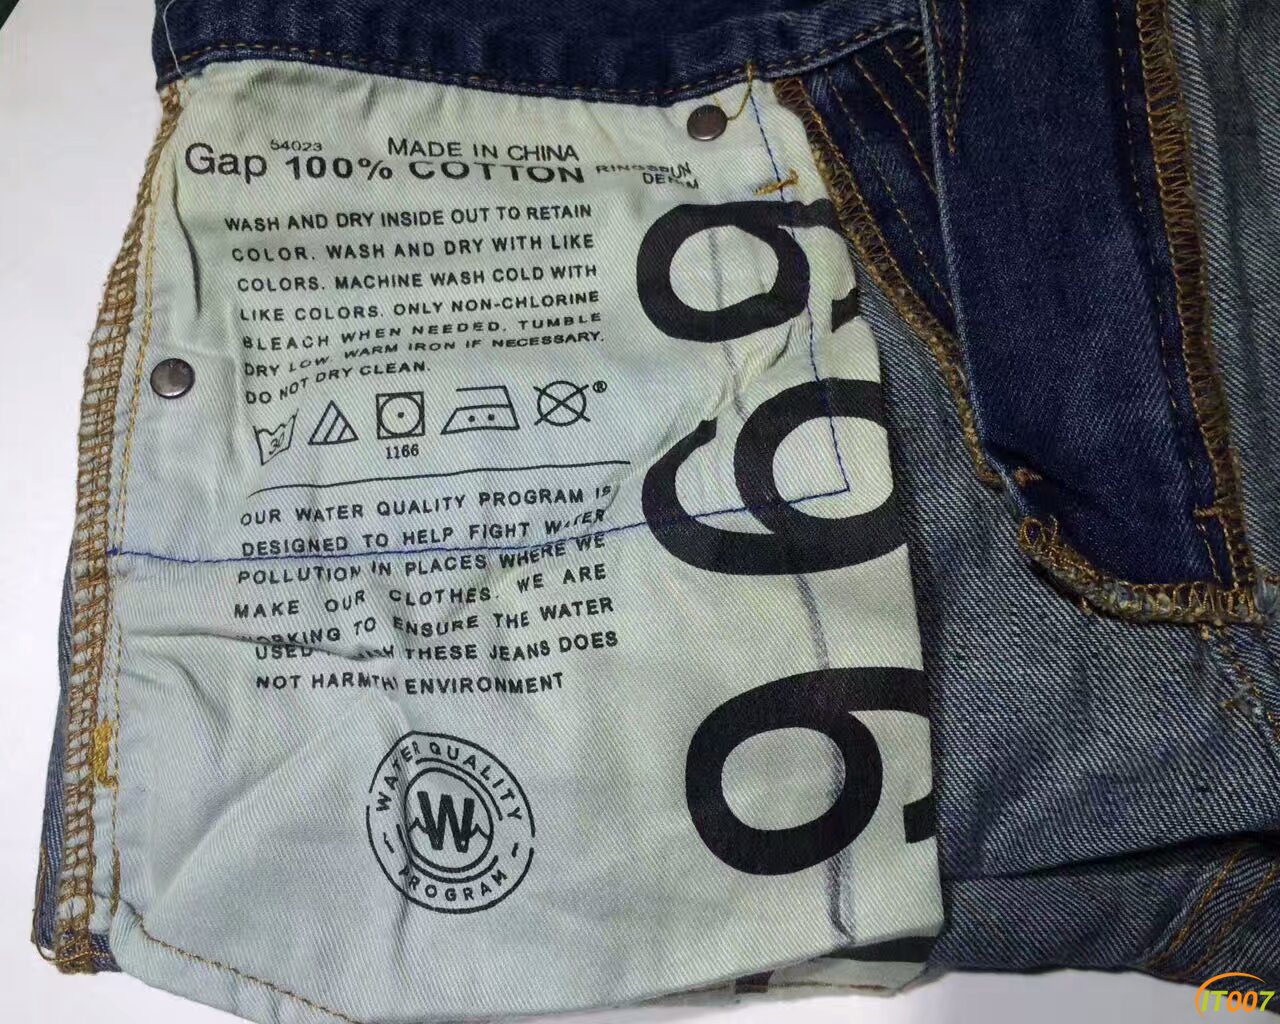 54023
MADE IN CHINA
Gap 100% COTTON
DENIM
WASH AND DRY INSIDE OUT TO RETAIN
COLOR. WASH AND DRY WITH LIKE
COLORS. MACHINE WASH COLD WITH
LIKE COLORS. ONLY NON-CHLORINE
BLEACH WHEN NEEDED. TUMBLE
DRY LOW. WARM IRON IF NECESSARY.
DO NOT DRY CLEAN.
30
®
1166
OUR WATER QUALITY PROGRAM IS
DESIGNED TO HELP FIGHT WATER
POLLUTION IN PLACES WHERE WE
MAKE OUR CLOTHES. WE ARE
TO ENSURE THE WATER
USED THESE JEANS DOES
NOT HARM ENVIRONMENT
WATER QUALITY
W
PROGRAM
1969
IT007